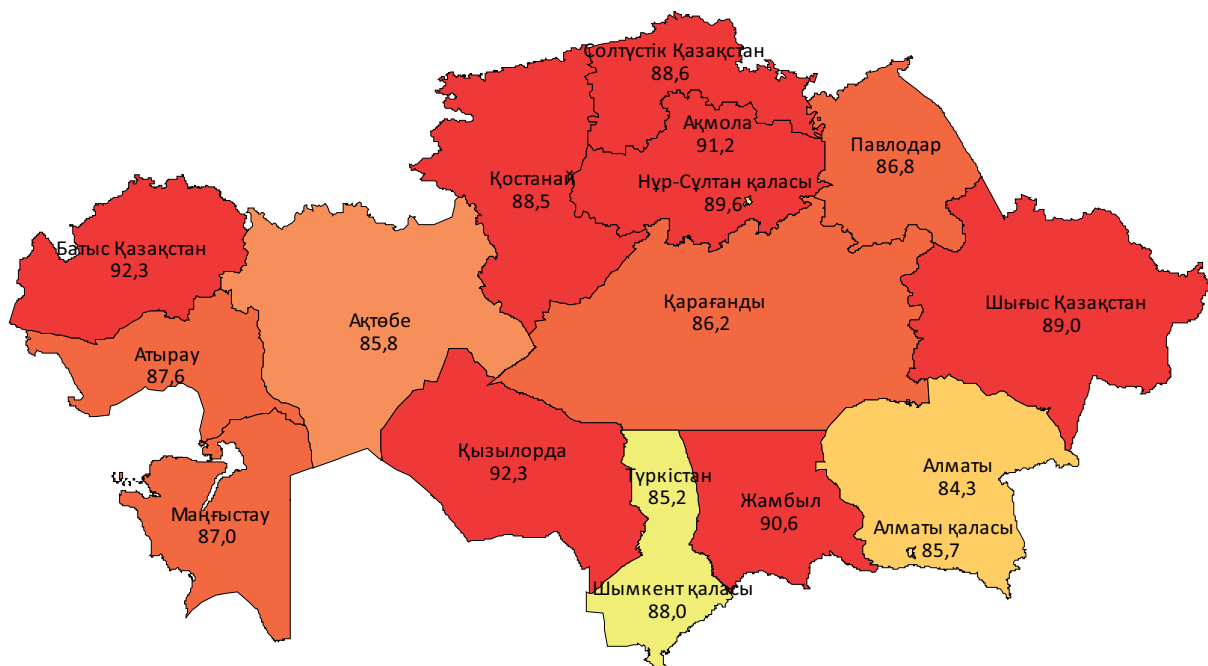 Солтүстік Қазақстан
88,6
Ақмола
91,2
Павлодар
86,8
Қостанай
88,5
Нұр-Сұлтан қаласы
89,6
Батыс Қазақстан
92,3
Қарағанды
86,2
Шығыс Қазақстан
89,0
Ақтөбе
85,8
Атырау
87,6
Қызылорда
92,3
Түркістан
85,2
Жамбыл
90,6
Алматы
84,3
Маңғыстау
87,0
Алматы қаласы
85,7
Шымкент қаласы
88,0